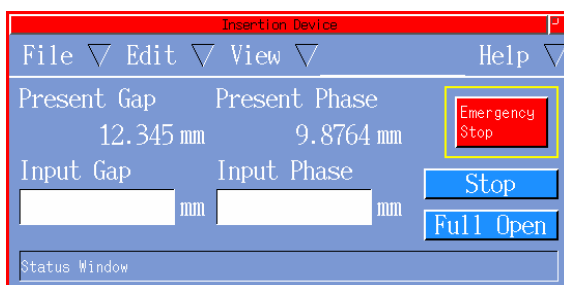 Insertion Device
File Edit View Help
Present Gap Present Phase
12.345 mm 9.8764 mm
Emergency
Stop
Input Gap Input Phase
mm mm
Stop
Full Open
Status Window